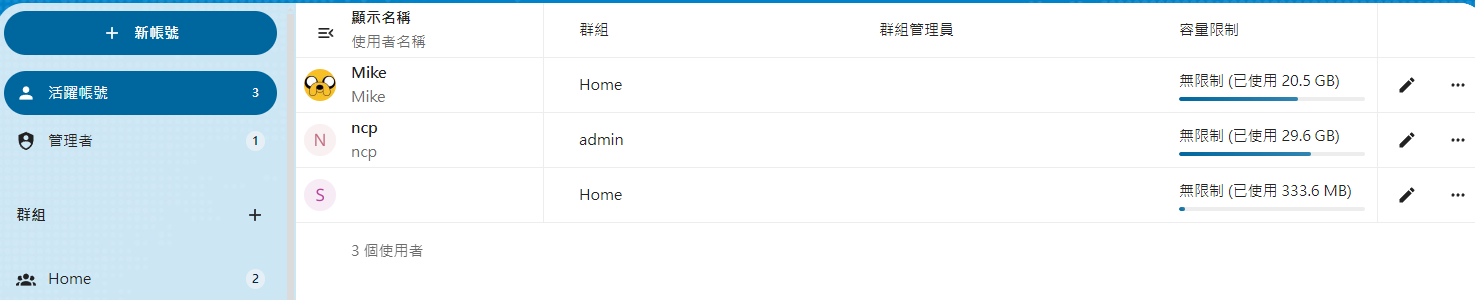 新帳號
活躍帳號 3
管理者 1
群組
Home 2
顯示名稱
使用者名稱
群組
群組管理員
容量限制
Mike
Mike
Home
無限制 (已使用 20.5 GB)
N
ncp
ncp
admin
無限制 (已使用 29.6 GB)
S
Home
無限制 (已使用 333.6 MB)
3 個使用者